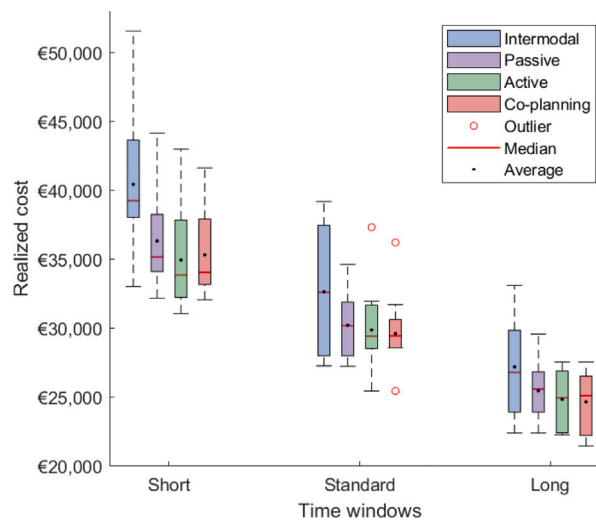 €50,000
€45,000
€40,000
€35,000
€30,000
€25,000
€20,000
Realized cost
Intermodal
Passive
Active
Co-planning
Outlier
Median
Average
Short
Standard
Long
Time windows